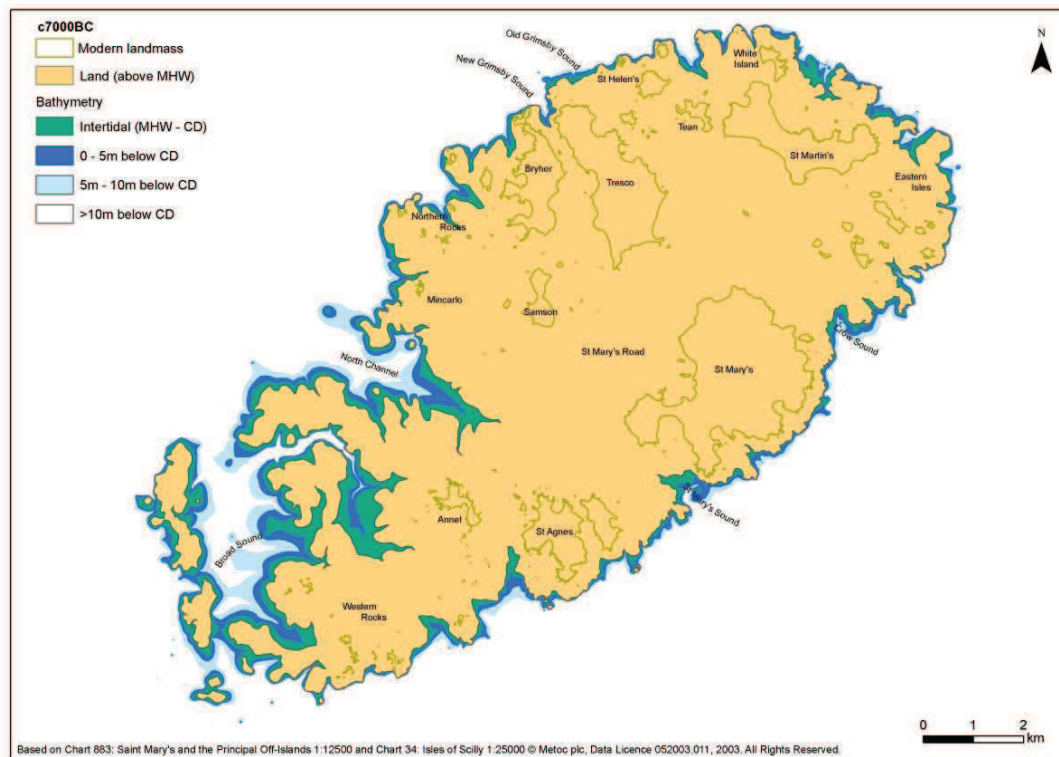 c7000BC
Modern landmass
Land (above MHW)
Bathymetry
Intertidal (MHW - CD)
0 - 5m below CD
5m - 10m below CD
>10m below CD
Old Grimsby Sound
New Grimsby Sound
N
White
Island
St Helen's
Tean
St Martin's
Bryher
Tresco
Eastern
Isles
Northern
Rocks
Mincarlo
Samson
St Mary's Road
Crow Sound
North Channel
St Mary's
St Mary's Sound
Annet
St Agnes
Broad Sound
Western
Rocks
0 1 2
km
Based on Chart 883: Saint Mary's and the Principal Off-Islands 1:12500 and Chart 34: Isles of Scilly 1:25000 © Metoc plc, Data Licence 052003.011, 2003. All Rights Reserved.